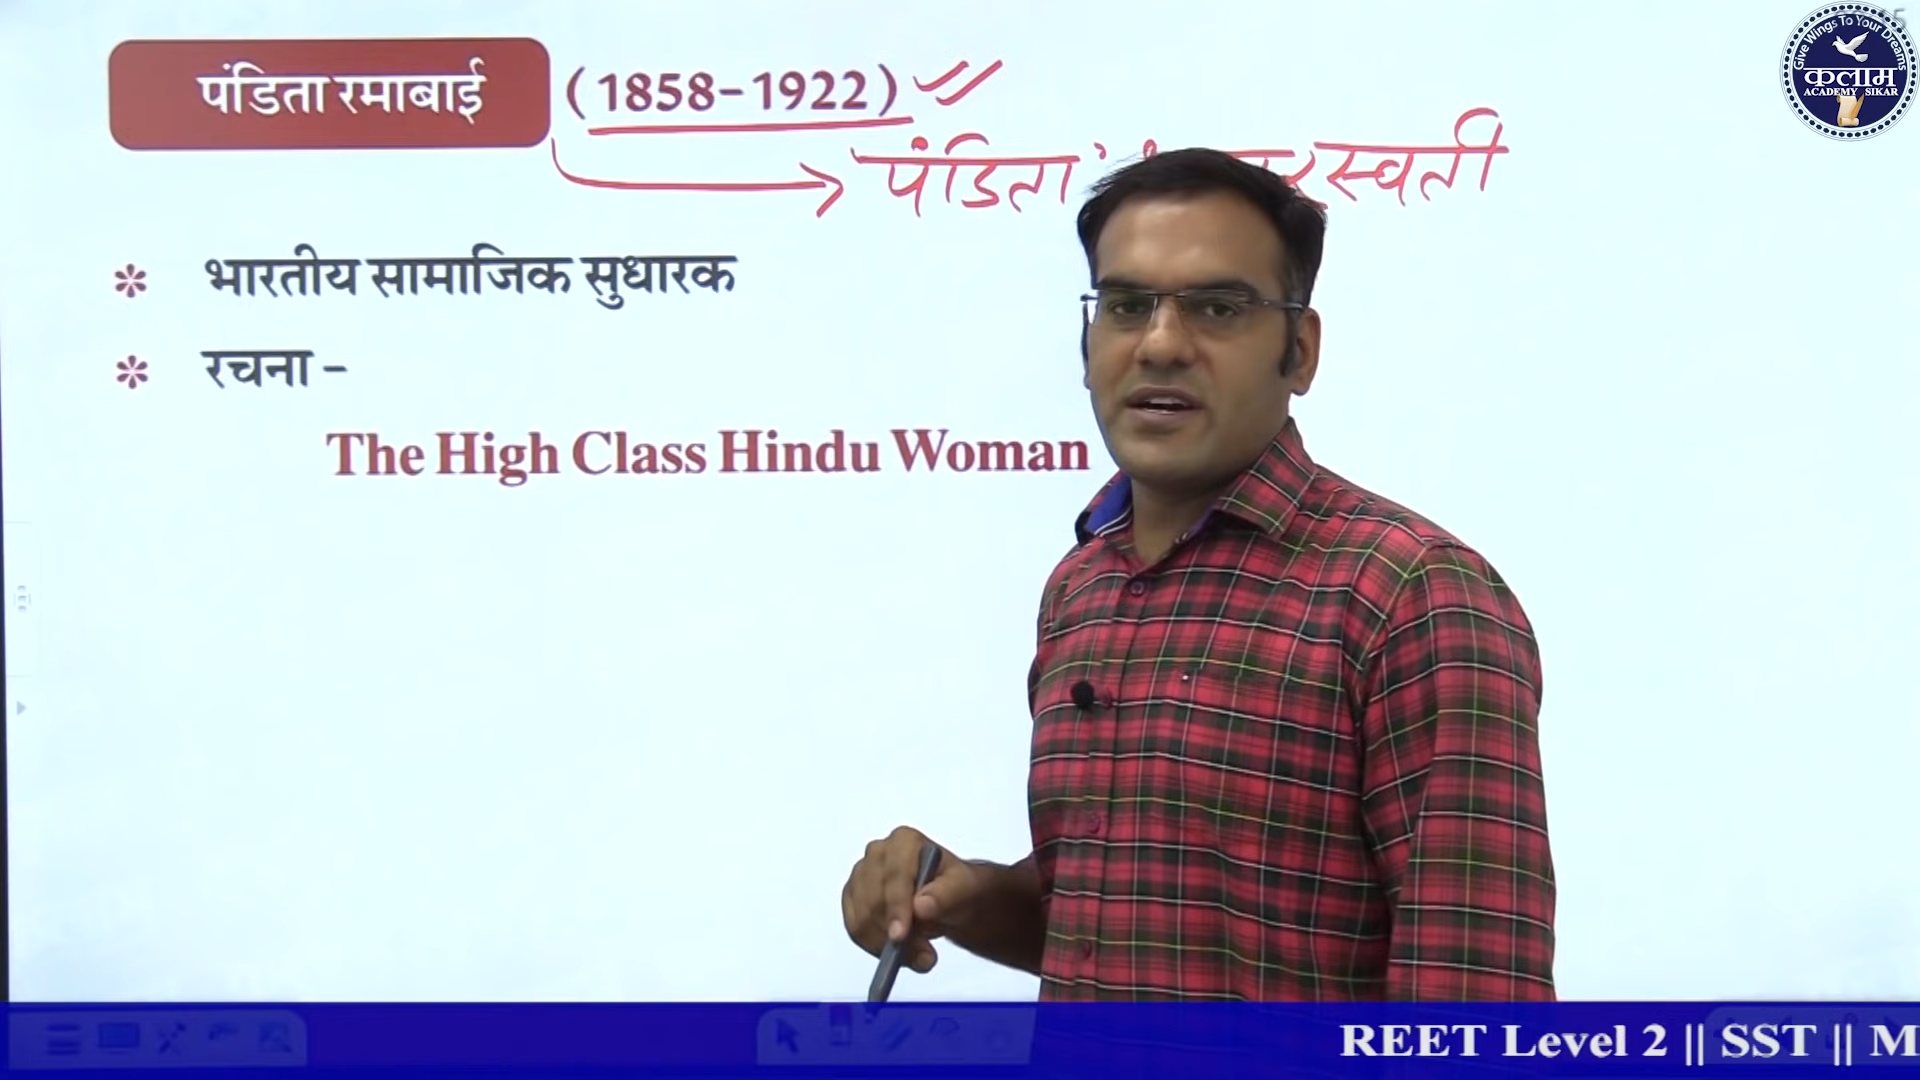 पंडिता रमाबाई (1858-1922)
पंडिता
स्वती
* भारतीय सामाजिक सुधारक
* रचना -
The High Class Hindu Woman
Give Wings To Your Dreams
कलाम
ACADEMY SIKAR
REET Level 2 || SST || M